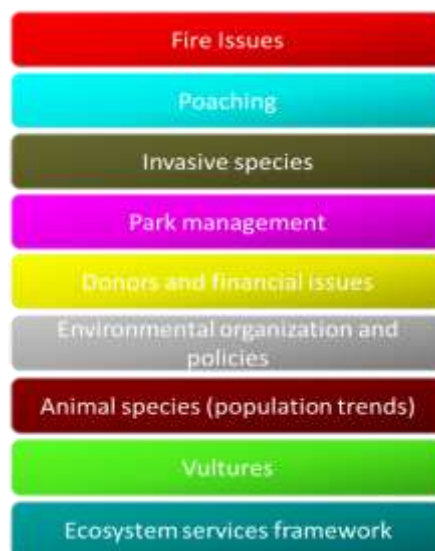 Fire Issues
Poaching
Invasive species
Park management
Donors and financial issues
Environmental organization and
policies
Animal species (population trends)
Vultures
Ecosystem services framework